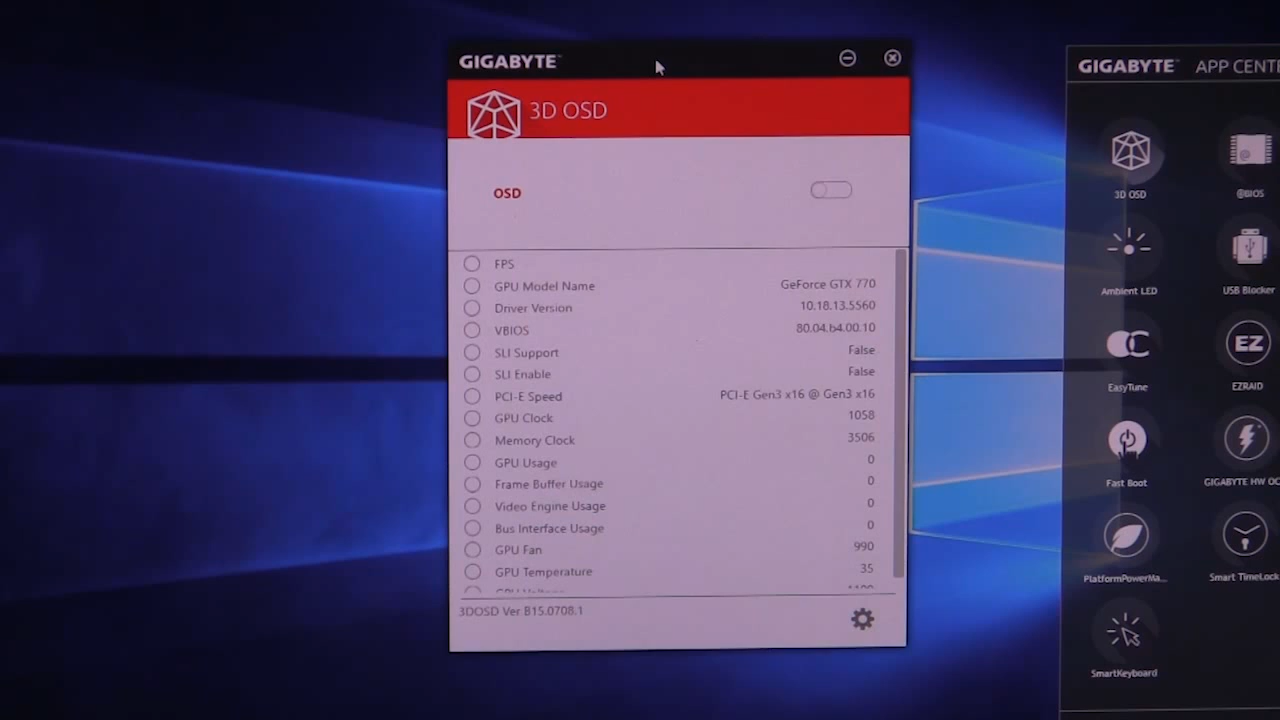 GIGABYTE™
3D OSD
OSD
FPS
GPU Model Name GeForce GTX 770
Driver Version 10.18.13.5560
VBIOS 80.04.b4.00.10
SLI Support False
SLI Enable False
PCI-E Speed PCI-E Gen3 x16 @ Gen3 x16
GPU Clock 1058
Memory Clock 3506
GPU Usage 0
Frame Buffer Usage 0
Video Engine Usage 0
Bus Interface Usage 0
GPU Fan 990
GPU Temperature 35
3DOSD Ver B15.0708.1
GIGABYTE™ APP CENT
3D OSD @BIOS
Ambient LED USB Blocker
EasyTune EZ EZRAID
Fast Boot GIGABYTE HW OC
PlatformPowerMa... Smart TimeLock
SmartKeyboard